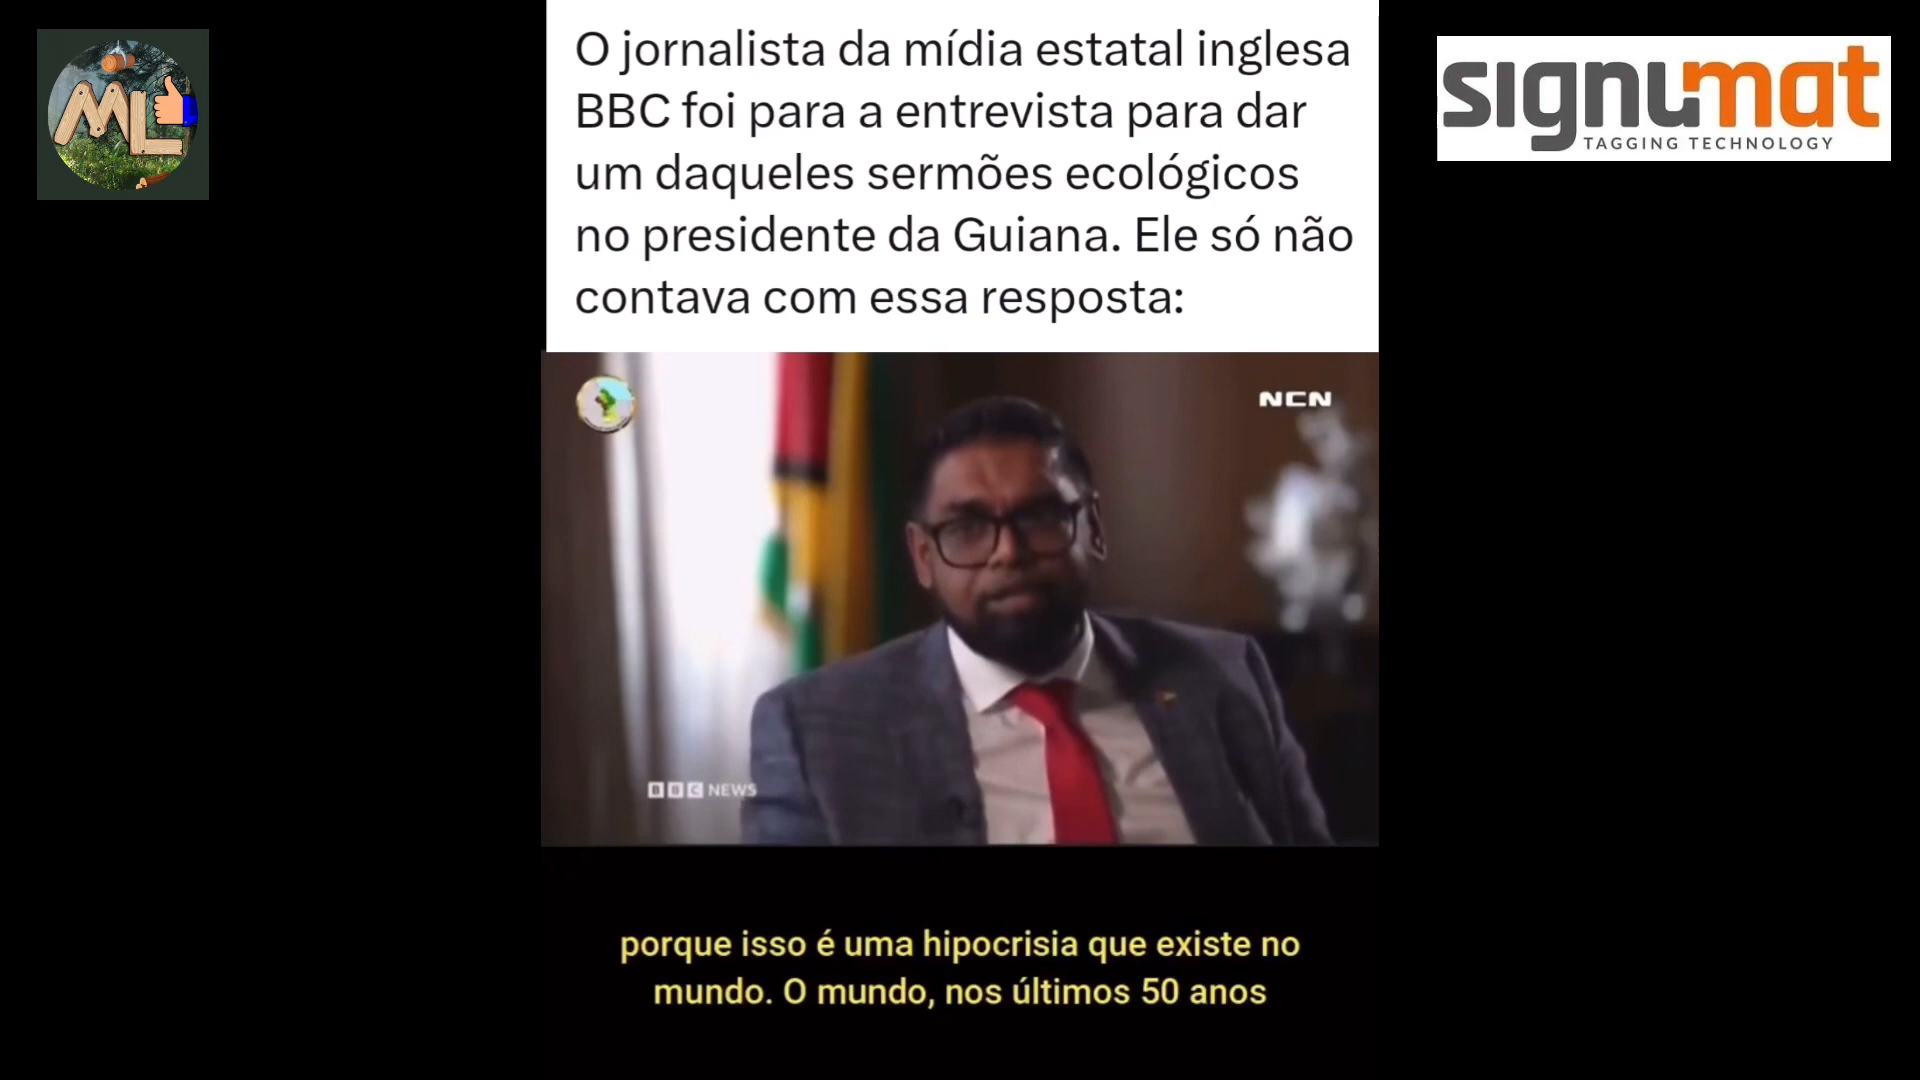 O jornalista da mídia estatal inglesa
BBC foi para a entrevista para dar
um daqueles sermões ecológicos
no presidente da Guiana. Ele só não
contava com essa resposta:
ML
signumat
TAGGING TECHNOLOGY
NCN
BBC NEWS
porque isso é uma hipocrisia que existe no
mundo. O mundo, nos últimos 50 anos